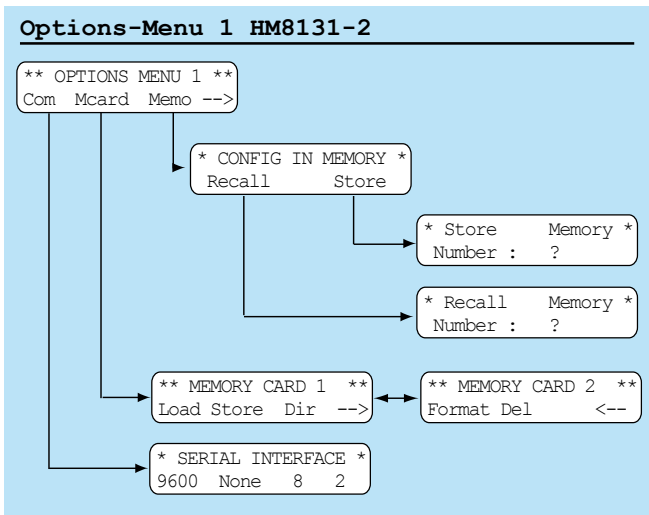 Options-Menu 1 HM8131-2
** OPTIONS MENU 1 **
Com Mcard Memo -->
* CONFIG IN MEMORY *
Recall Store
* Store Memory *
Number : ?
* Recall Memory *
Number : ?
** MEMORY CARD 1 **
Load Store Dir -->
** MEMORY CARD 2 **
Format Del <--
* SERIAL INTERFACE *
9600 None 8 2